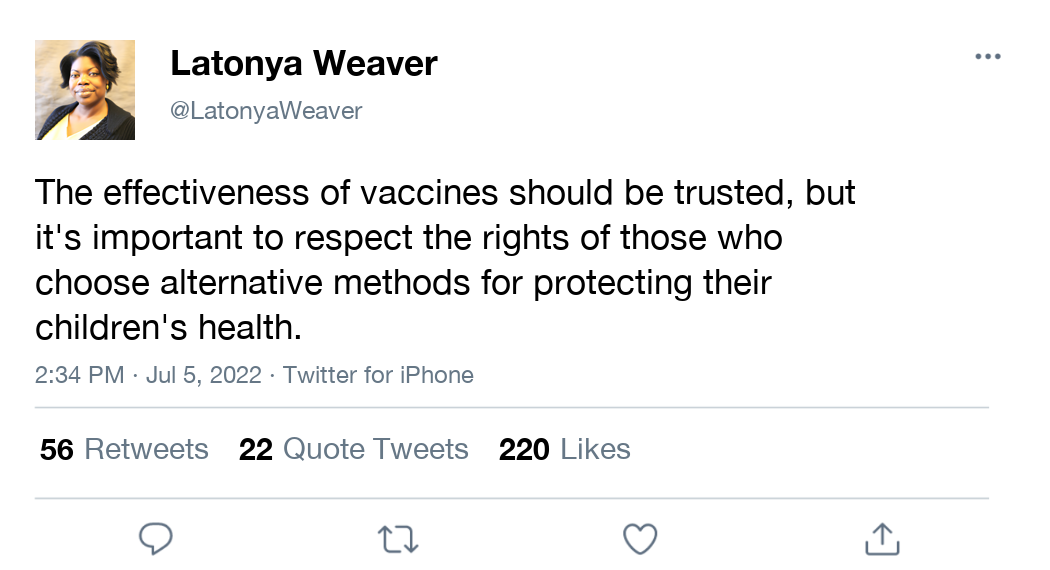 Latonya Weaver
@LatonyaWeaver
The effectiveness of vaccines should be trusted, but
it's important to respect the rights of those who
choose alternative methods for protecting their
children's health.
2:34 PM · Jul 5, 2022 · Twitter for iPhone
56 Retweets 22 Quote Tweets 220 Likes